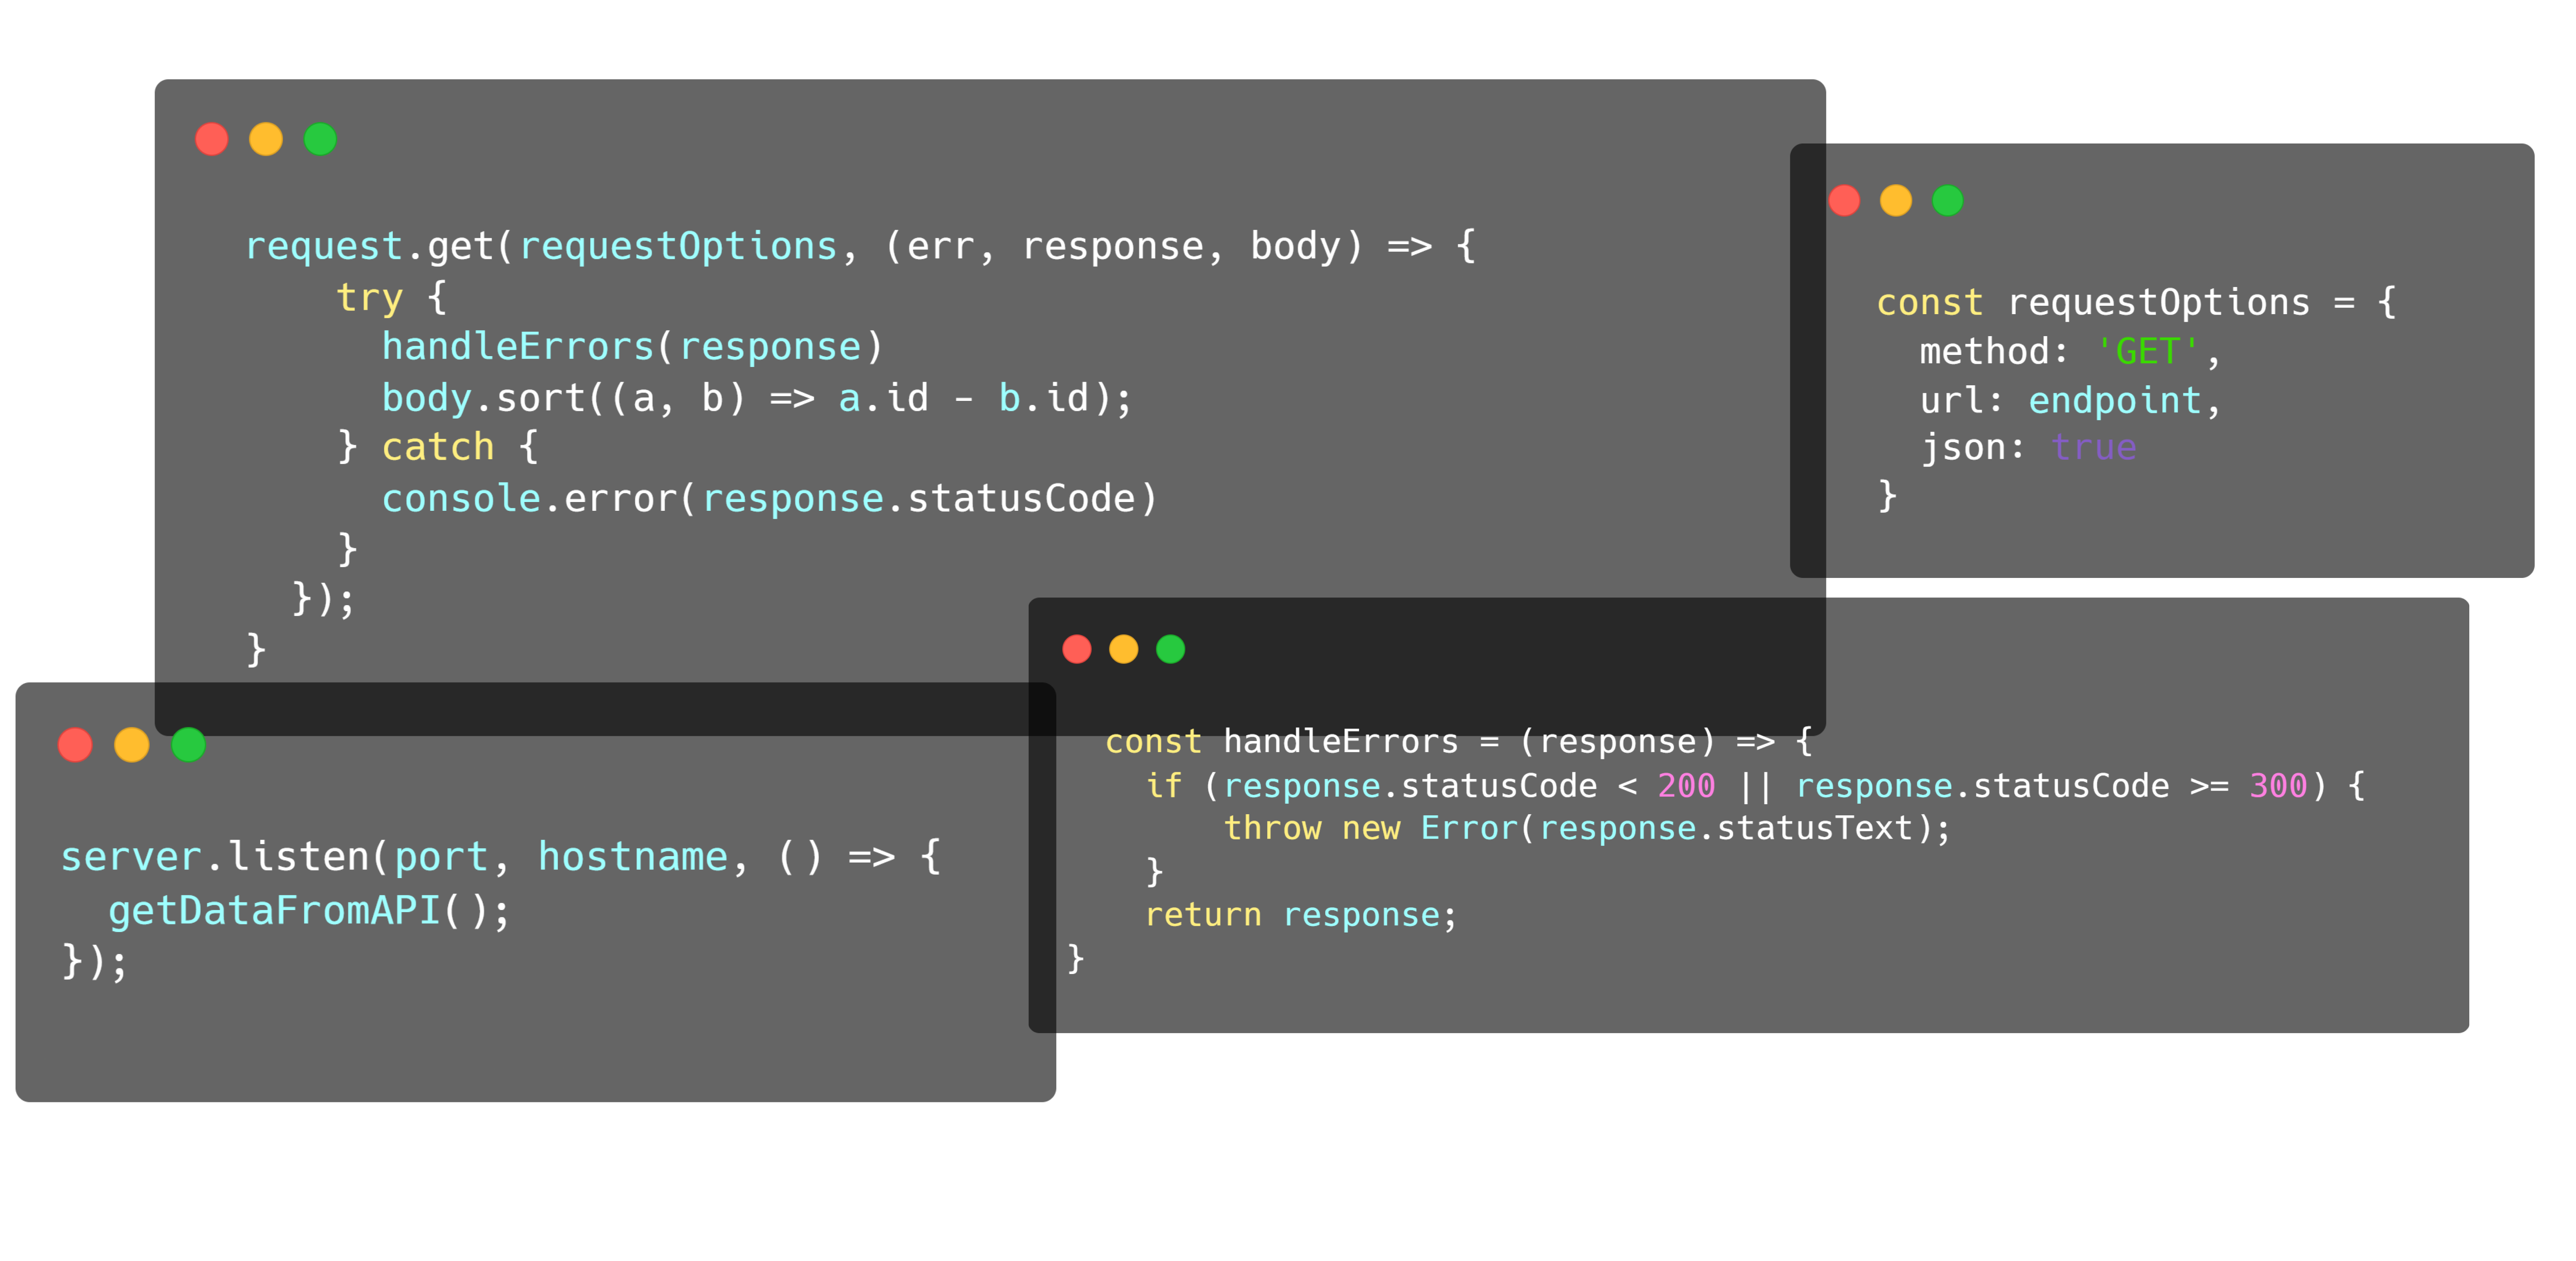 request.get(requestOptions, (err, response, body) => {
    try {
      handleErrors(response)
      body.sort((a, b) => a.id - b.id);
    } catch {
      console.error(response.statusCode)
    }
  });
}
const requestOptions = {
  method: 'GET',
  url: endpoint,
  json: true
}
server.listen(port, hostname, () => {
  getDataFromAPI();
});
  const handleErrors = (response) => {
    if (response.statusCode < 200 || response.statusCode >= 300) {
        throw new Error(response.statusText);
    }
    return response;
}